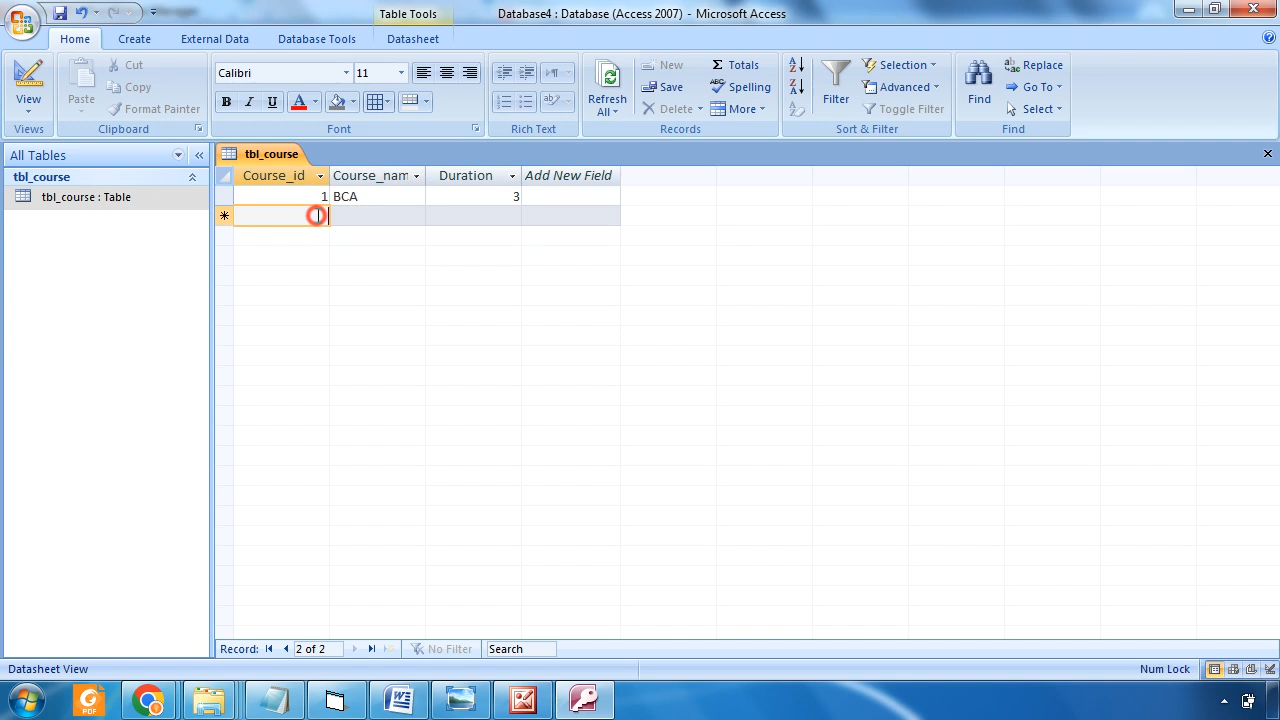 Table Tools
Database4 : Database (Access 2007) - Microsoft Access
Home
Create
External Data
Database Tools
Datasheet
View
Views
Paste
Cut
Copy
Format Painter
Clipboard
Calibri
11
B I U A
Font
Rich Text
Refresh
All
New
Save
Delete
Totals
Spelling
More
Records
Filter
Selection
Advanced
Toggle Filter
Sort & Filter
Find
Replace
Go To
Select
Find
All Tables
tbl_course
tbl_course : Table
tbl_course
Course_id Course_nam Duration Add New Field
1 BCA 3
Record: 2 of 2 No Filter Search
Datasheet View
Num Lock
PDF